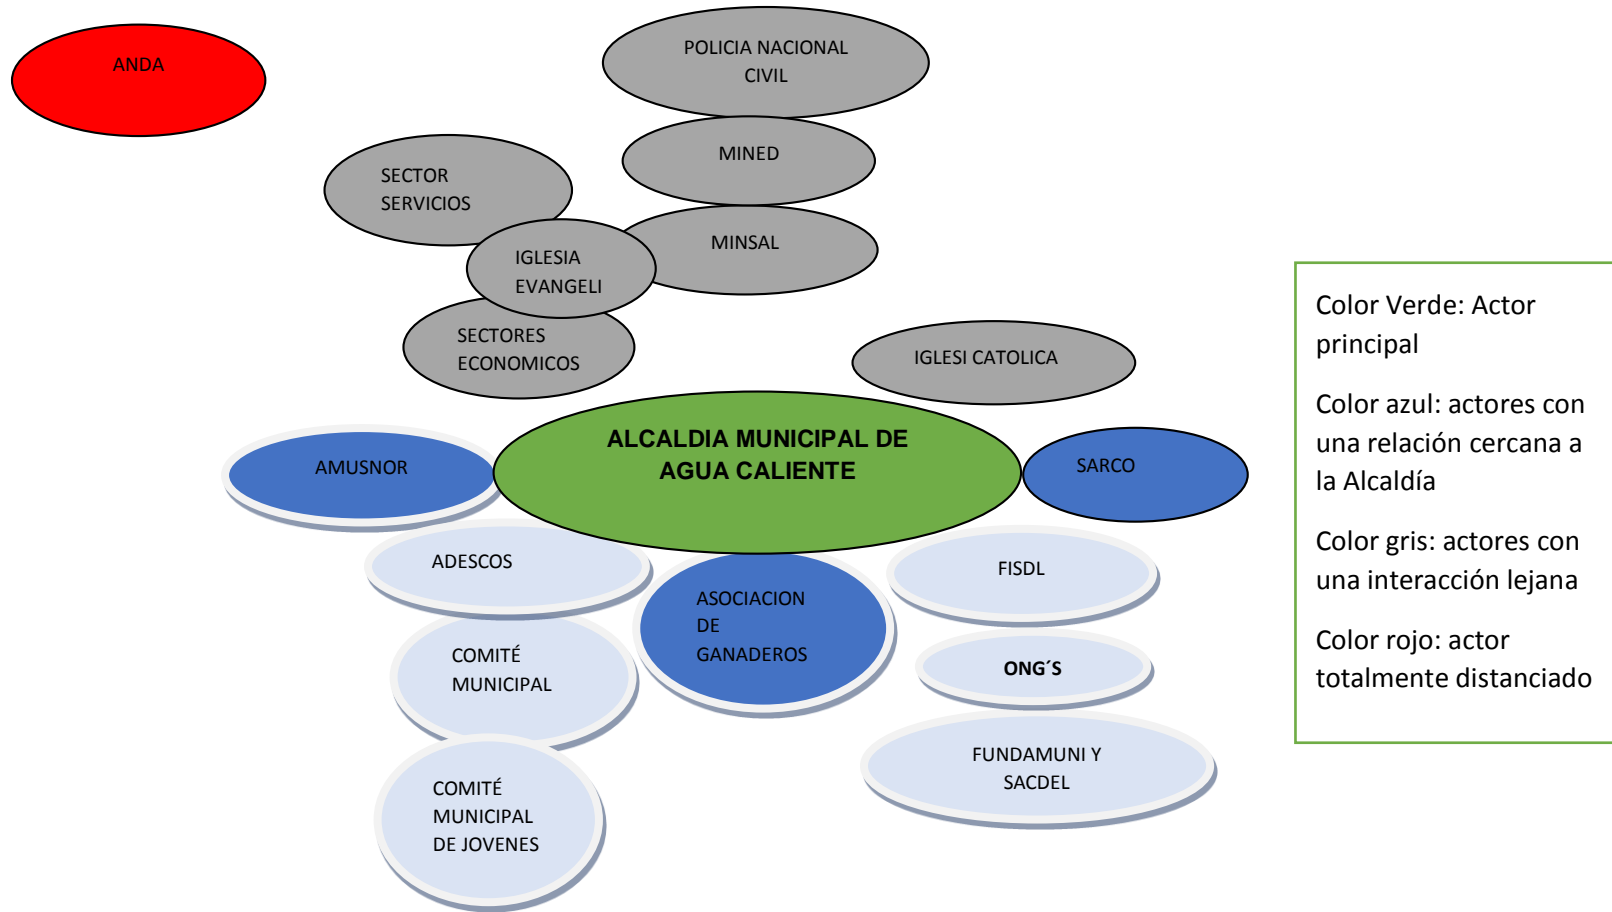 ANDA
POLICIA NACIONAL
CIVIL
MINED
SECTOR
SERVICIOS
MINSAL
IGLESIA
EVANGELI
SECTORES
ECONOMICOS
IGLESI CATOLICA
ALCALDIA MUNICIPAL DE
AGUA CALIENTE
AMUSNOR
SARCO
ADESCOS
FISDL
ASOCIACION
DE
GANADEROS
COMITÉ
MUNICIPAL
ONG´S
FUNDAMUNI Y
SACDEL
COMITÉ
MUNICIPAL
DE JOVENES
Color Verde: Actor
principal
Color azul: actores con
una relación cercana a
la Alcaldía
Color gris: actores con
una interacción lejana
Color rojo: actor
totalmente distanciado